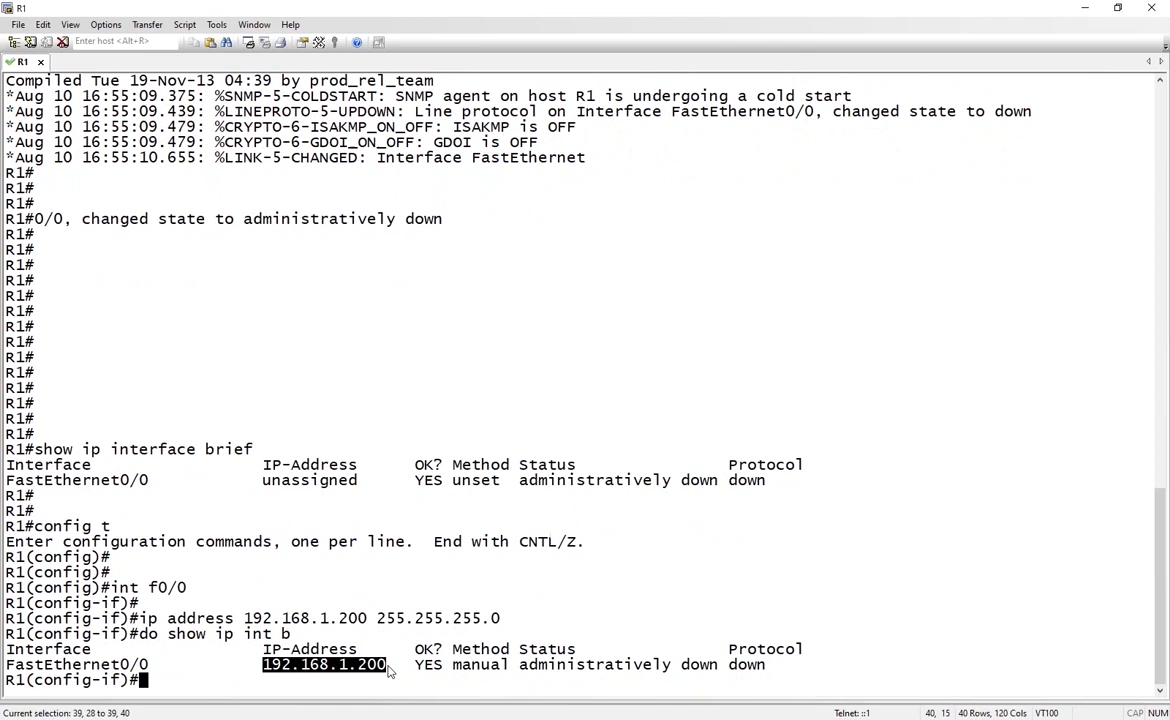 R1
File Edit View Options Transfer Script Tools Window Help
Enter host <Alt+R>
R1
Compiled Tue 19-Nov-13 04:39 by prod_rel_team
*Aug 10 16:55:09.375: %SNMP-5-COLDSTART: SNMP agent on host R1 is undergoing a cold start
*Aug 10 16:55:09.439: %LINEPROTO-5-UPDOWN: Line protocol on Interface FastEthernet0/0, changed state to down
*Aug 10 16:55:09.479: %CRYPTO-6-ISAKMP_ON_OFF: ISAKMP is OFF
*Aug 10 16:55:09.479: %CRYPTO-6-GDOI_ON_OFF: GDOI is OFF
*Aug 10 16:55:10.655: %LINK-5-CHANGED: Interface FastEthernet
R1#
R1#
R1#
R1#0/0, changed state to administratively down
R1#
R1#
R1#
R1#
R1#
R1#
R1#
R1#
R1#
R1#
R1#
R1#
R1#
R1#
R1#show ip interface brief
Interface IP-Address OK? Method Status Protocol
FastEthernet0/0 unassigned YES unset administratively down down
R1#
R1#
R1#config t
Enter configuration commands, one per line. End with CNTL/Z.
R1(config)#
R1(config)#
R1(config)#int f0/0
R1(config-if)#
R1(config-if)#ip address 192.168.1.200 255.255.255.0
R1(config-if)#do show ip int b
Interface IP-Address OK? Method Status Protocol
FastEthernet0/0 192.168.1.200 YES manual administratively down down
R1(config-if)#
Current selection: 39, 28 to 39, 40 Telnet: ::1 40, 15 40 Rows, 120 Cols VT100 CAP NUM